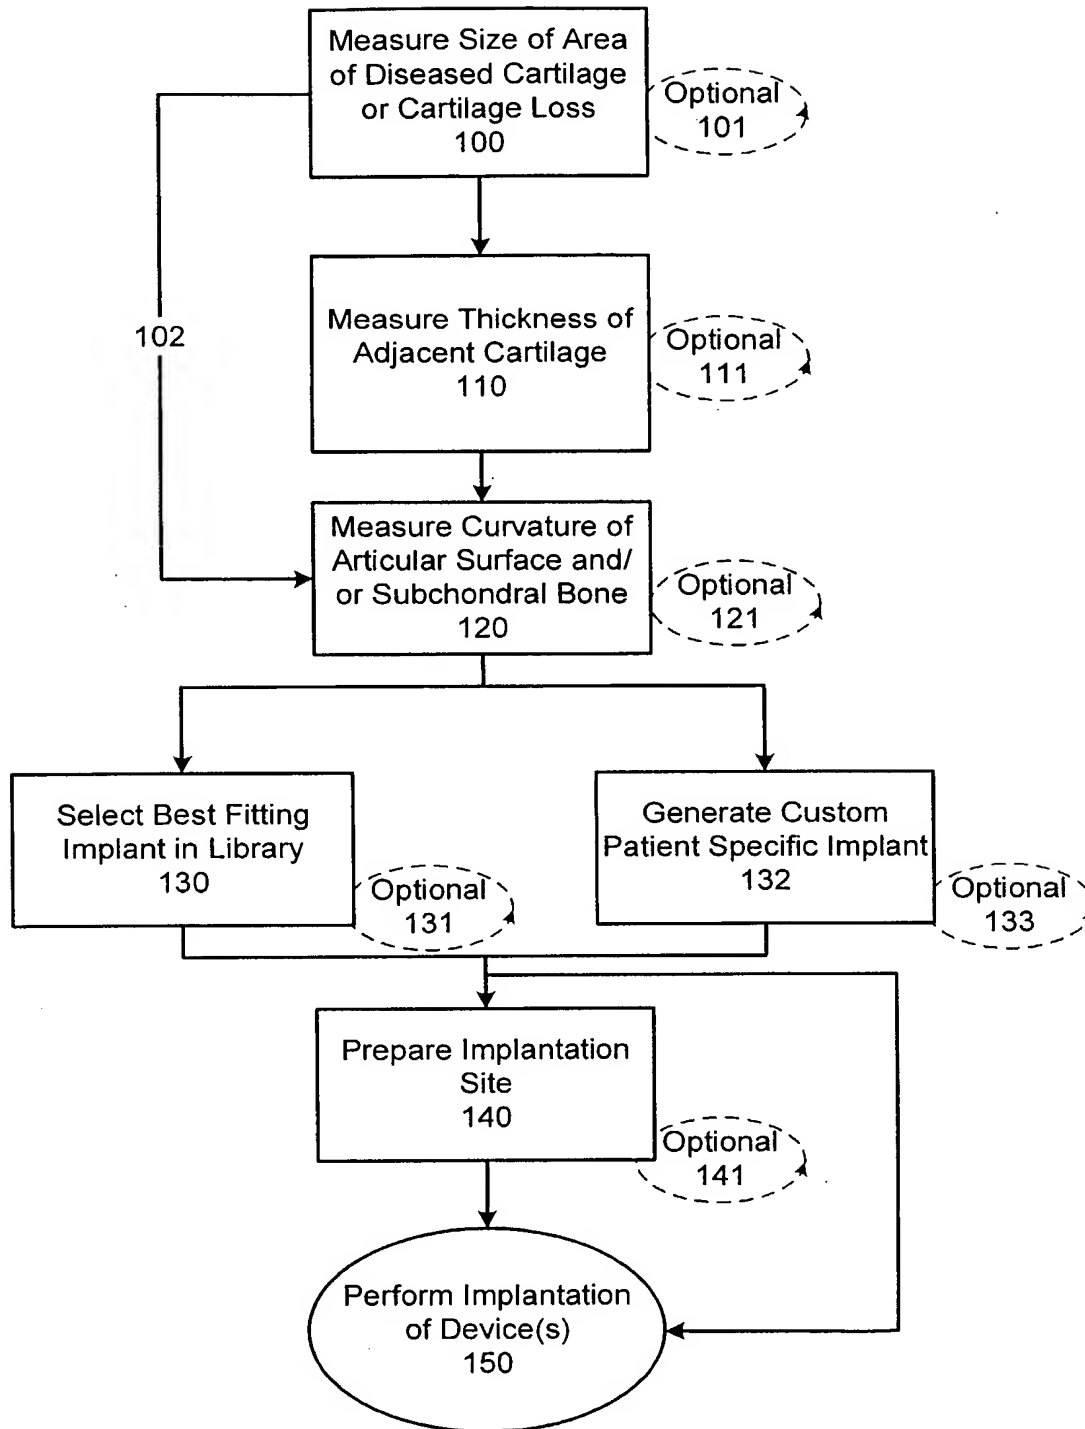 Measure Size of Area
of Diseased Cartilage
or Cartilage Loss
100
Optional
101
102
Measure Thickness of
Adjacent Cartilage
110
Optional
111
Measure Curvature of
Articular Surface and/
or Subchondral Bone
120
Optional
121
Select Best Fitting
Implant in Library
130
Optional
131
Generate Custom
Patient Specific Implant
132
Optional
133
Prepare Implantation
Site
140
Optional
141
Perform Implantation
of Device(s)
150